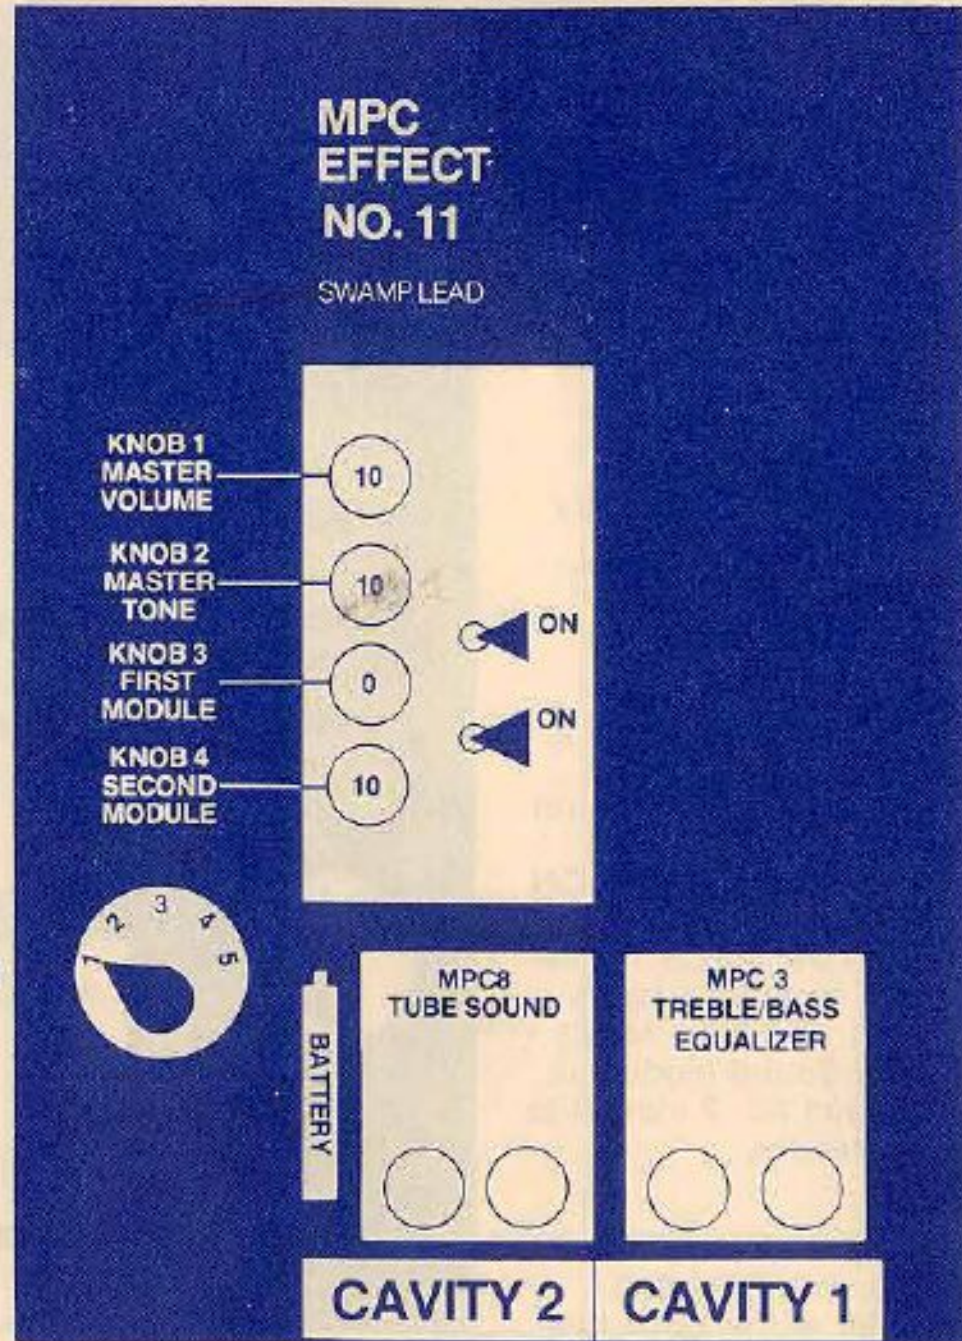 MPC
EFFECT
NO. 11
SWAMP LEAD
KNOB 1
MASTER
VOLUME
10
KNOB 2
MASTER
TONE
10
ON
KNOB 3
FIRST
MODULE
0
ON
KNOB 4
SECOND
MODULE
10
1
2
3
4
5
BATTERY
MPC8
TUBE SOUND
MPC 3
TREBLE/BASS
EQUALIZER
CAVITY 2
CAVITY 1